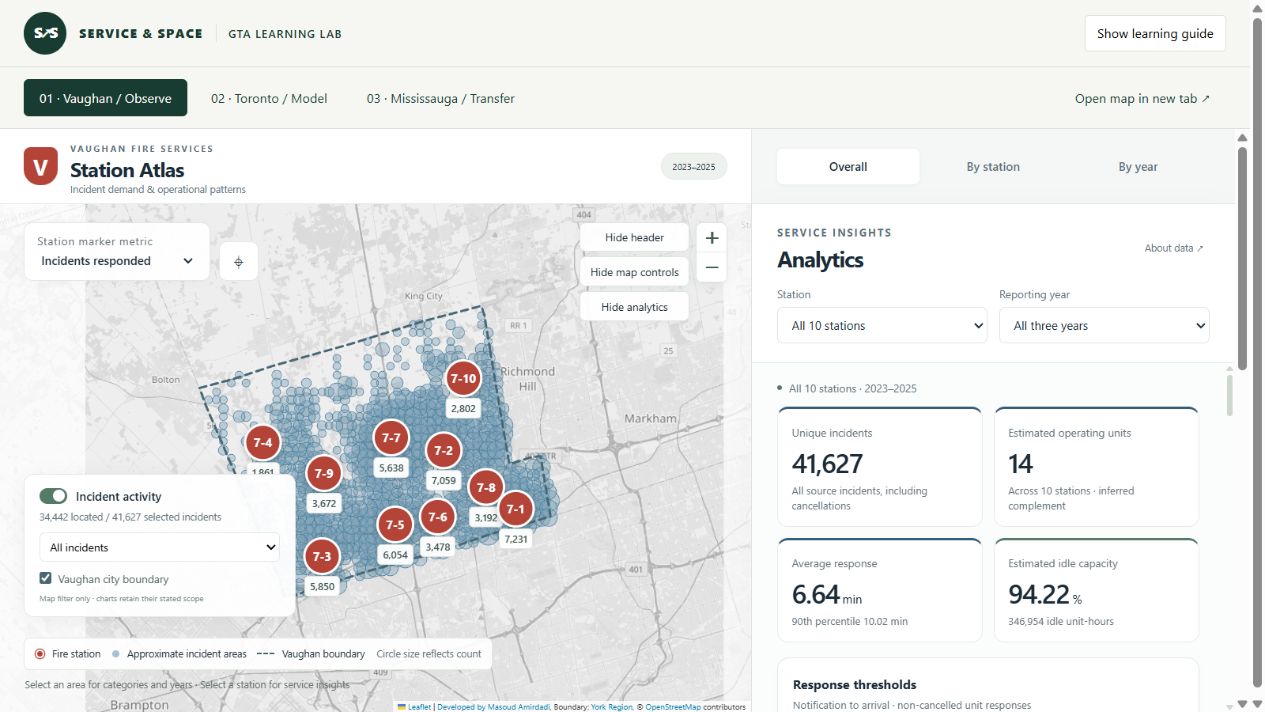 SVS SERVICE & SPACE GTA LEARNING LAB Show learning guide
01 · Vaughan / Observe 02 · Toronto / Model 03 · Mississauga / Transfer Open map in new tab ↗
V VAUGHAN FIRE SERVICES
Station Atlas
Incident demand & operational patterns
2023–2025
Station marker metric
Incidents responded
⌖
Hide header
Hide map controls
Hide analytics
+
−
404
King City
RR 1
25
Bolton
Richmond
Hill
Markham
7-10
2,802
7-4
1,861
7-7
5,638
7-2
7,059
7-9
3,672
7-8
3,192
7-1
7,231
7-5
6,054
7-6
3,478
7-3
5,850
401
409
Brampton
Incident activity
34,442 located / 41,627 selected incidents
All incidents
Vaughan city boundary
Map filter only · charts retain their stated scope
Fire station Approximate incident areas Vaughan boundary Circle size reflects count
Select an area for categories and years · Select a station for service insights
Leaflet | Developed by Masoud Amirdadi, Boundary: York Region, © OpenStreetMap contributors
Overall By station By year
SERVICE INSIGHTS
Analytics
About data ↗
Station Reporting year
All 10 stations All three years
All 10 stations · 2023–2025
Unique incidents
41,627
All source incidents, including
cancellations
Estimated operating units
14
Across 10 stations · inferred
complement
Average response
6.64 min
90th percentile 10.02 min
Estimated idle capacity
94.22 %
346,954 idle unit-hours
Response thresholds
Notification to arrival · non-cancelled unit responses